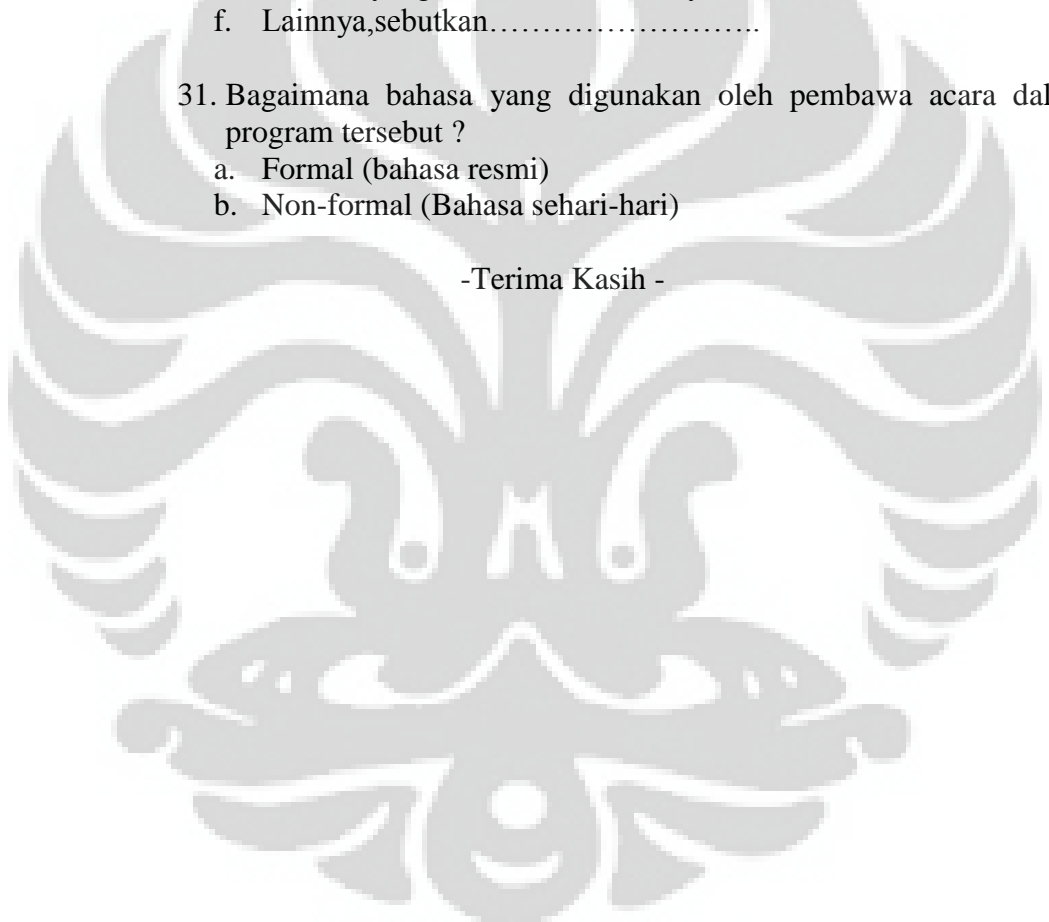 f. Lainnya,sebutkan……………………..
31. Bagaimana bahasa yang digunakan oleh pembawa acara dal
program tersebut ?
a. Formal (bahasa resmi)
b. Non-formal (Bahasa sehari-hari)
-Terima Kasih -